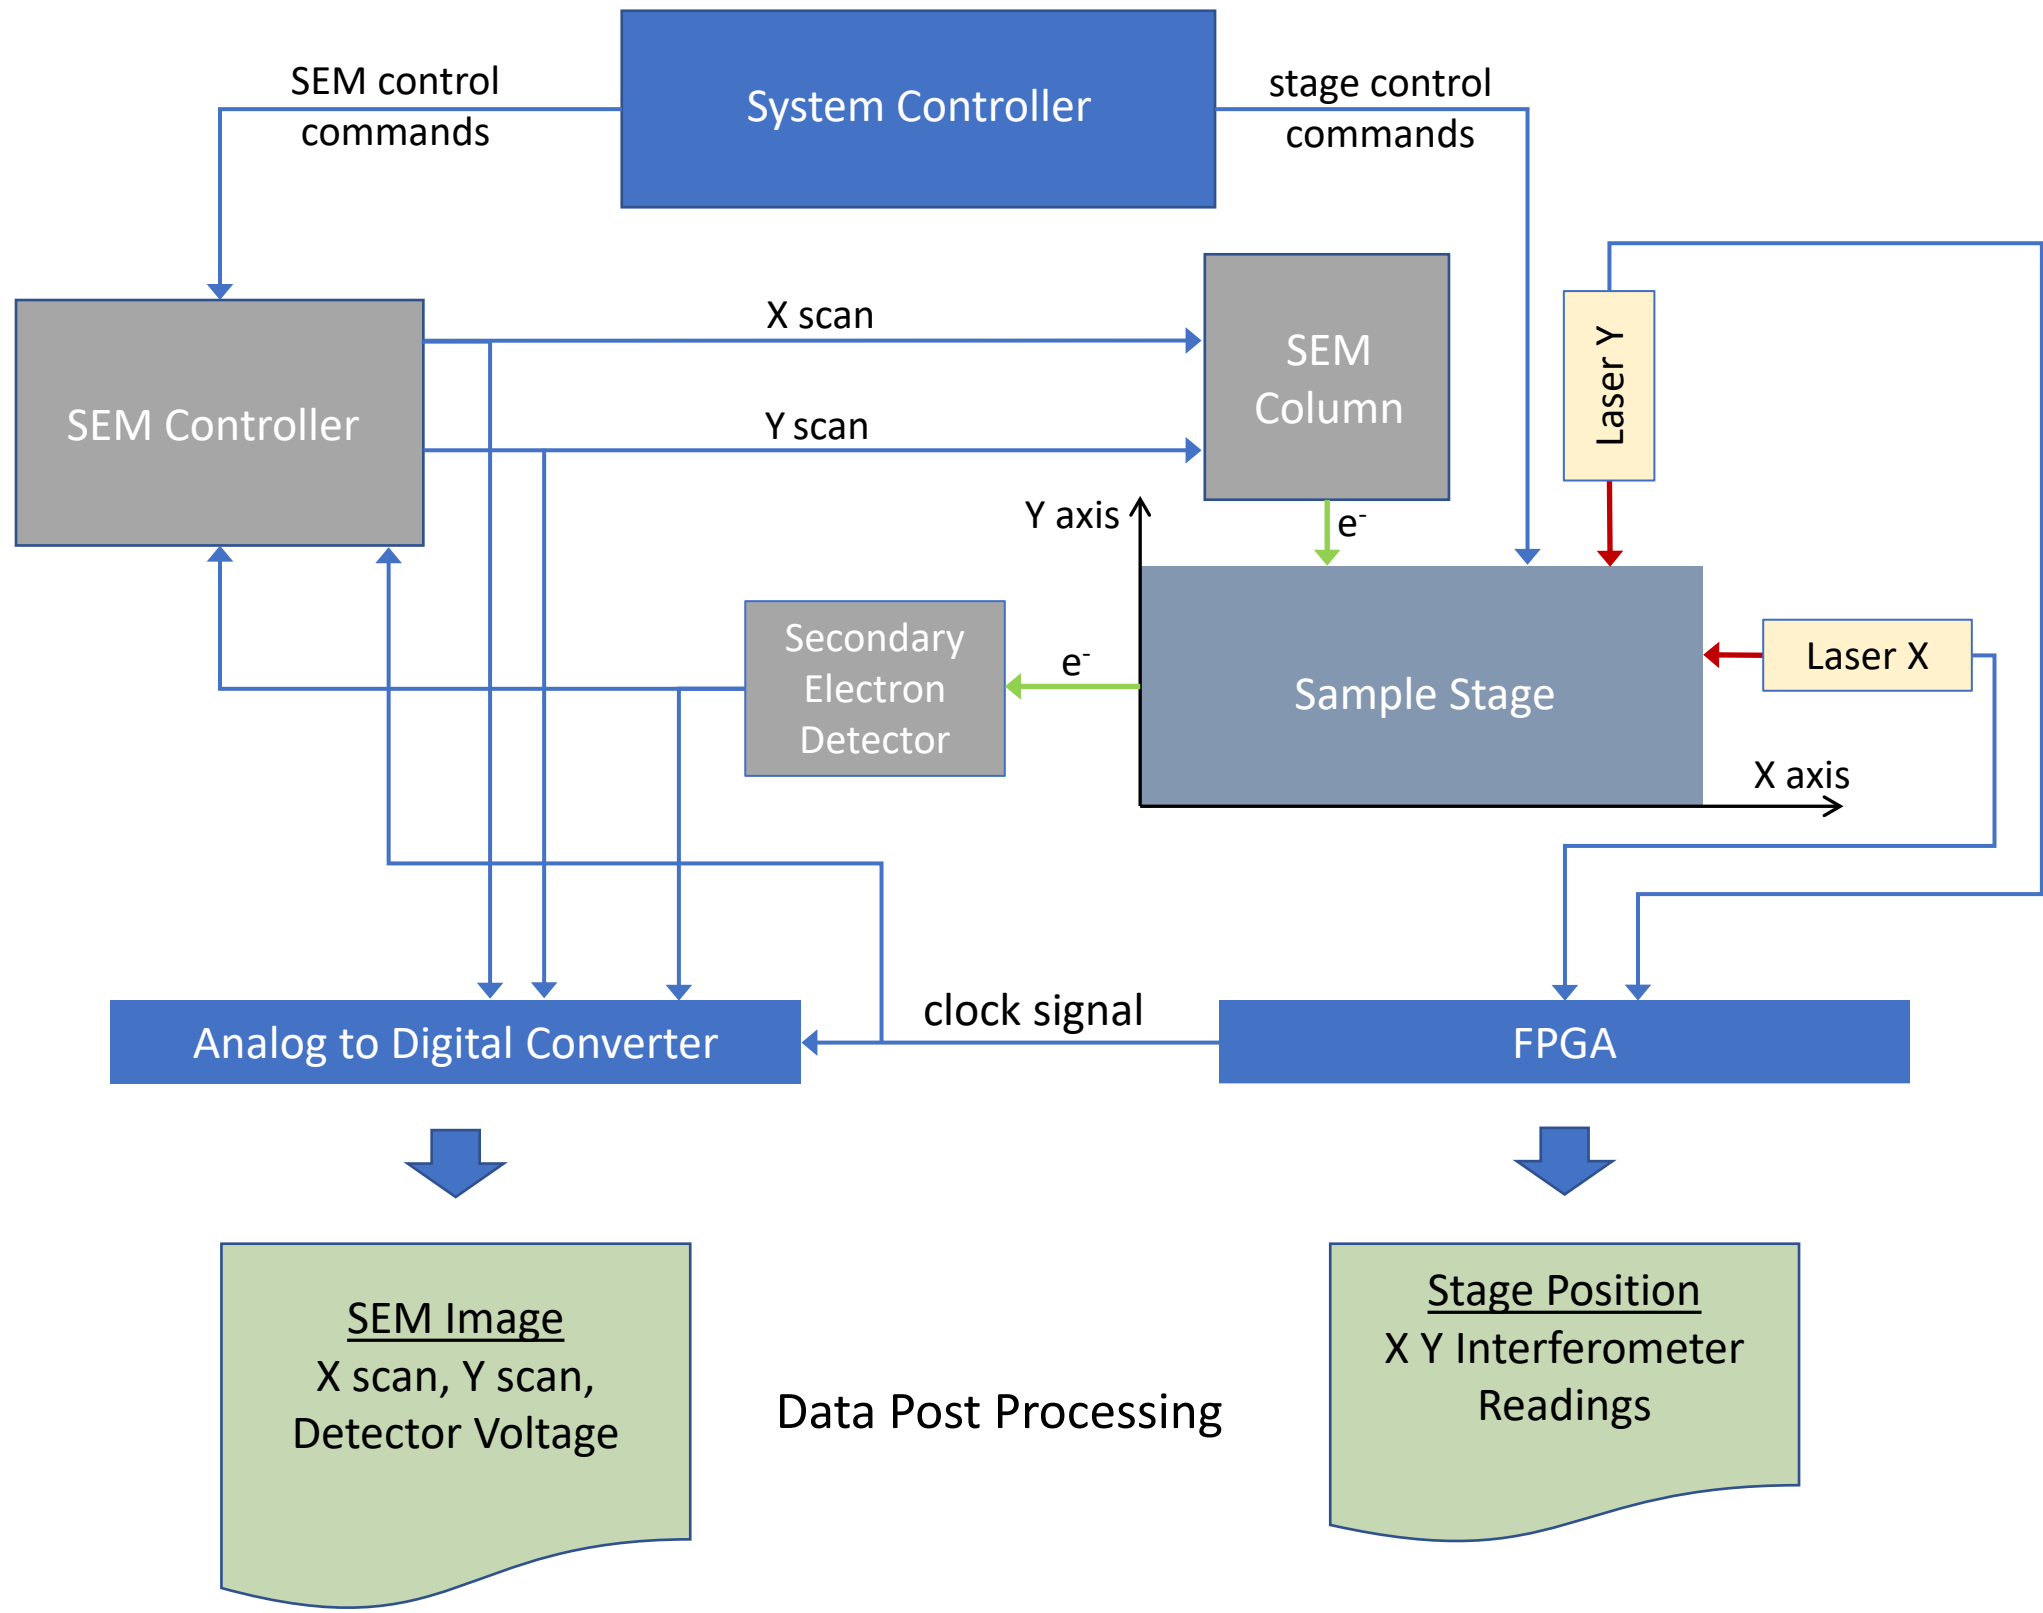 System Controller
SEM control
commands
stage control
commands
SEM Controller
X scan
Y scan
SEM
Column
Laser Y
Y axis
e-
Secondary
Electron
Detector
e-
Sample Stage
Laser X
X axis
Analog to Digital Converter
clock signal
FPGA
SEM Image
X scan, Y scan,
Detector Voltage
Data Post Processing
Stage Position
X Y Interferometer
Readings